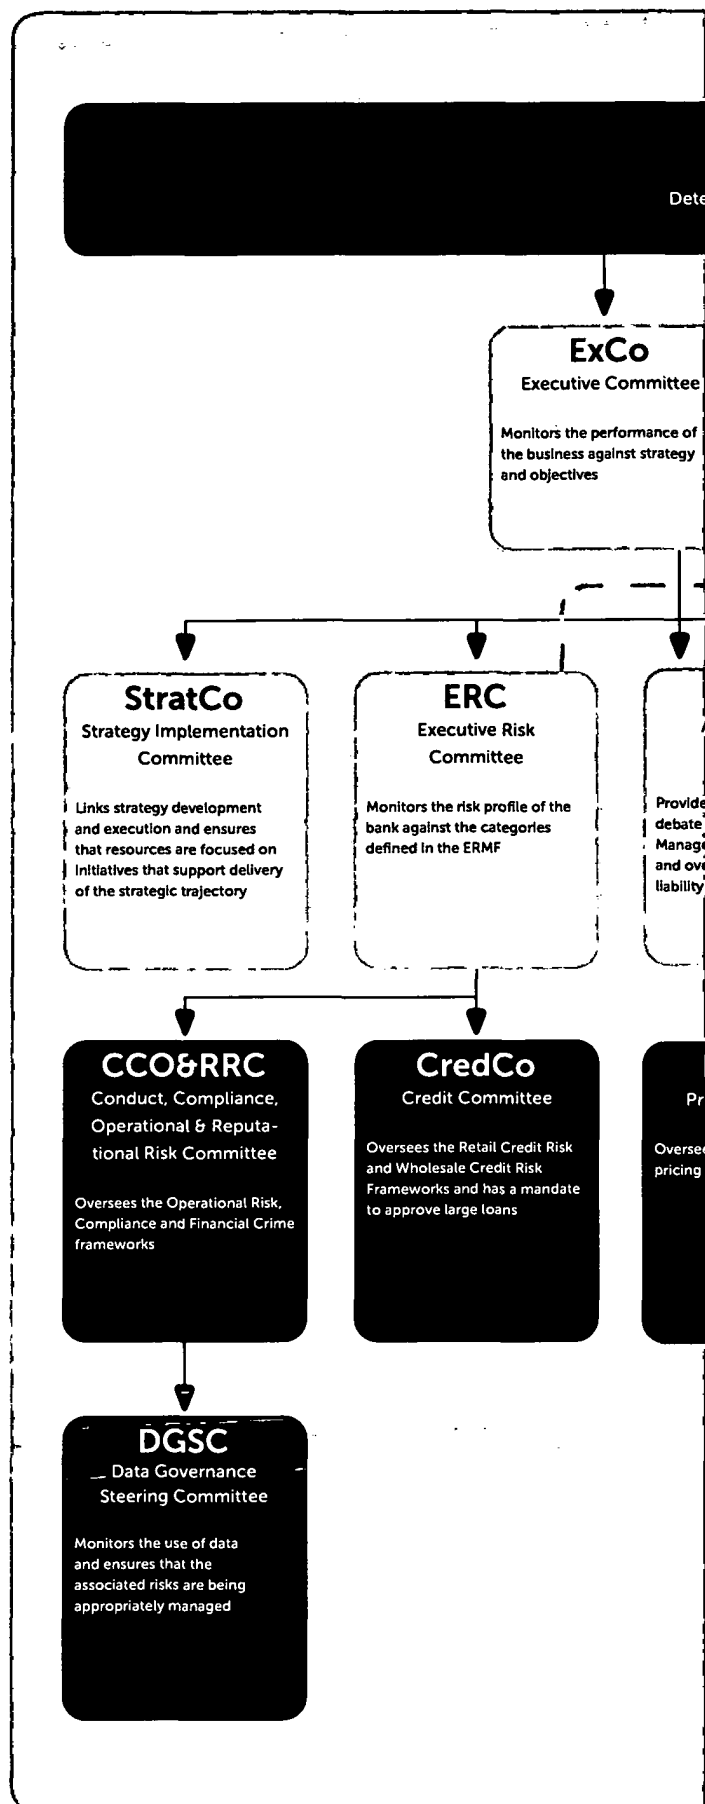 ExCo
Executive Committee
Monitors the performance of
the business against strategy
and objectives
StratCo
Strategy Implementation
Committee
Links strategy development
and execution and ensures
that resources are focused on
initiatives that support delivery
of the strategic trajectory
ERC
Executive Risk
Committee
Monitors the risk profile of the
bank against the categories
defined in the ERMF
debate
and
liability
CCO&RRC
Conduct, Compliance,
Operational & Reputa-
tional Risk Committee
Oversees the Operational Risk,
Compliance and Financial Crime
frameworks
CredCo
Credit Committee
Oversees the Retail Credit Risk
and Wholesale Credit Risk
Frameworks and has a mandate
to approve large loans
pricing
DGSC
Data Governance
Steering Committee
Monitors the use of data
and ensures that the
associated risks are being
appropriately managed